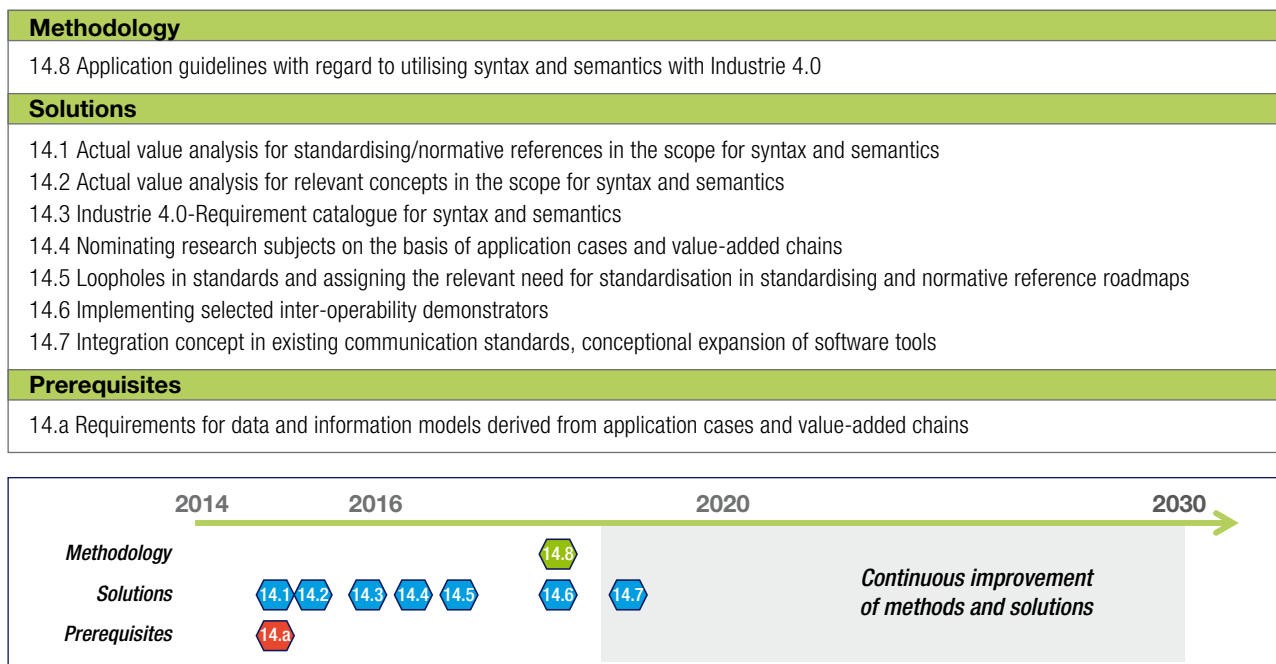 Methodology
14.8 Application guidelines with regard to utilising syntax and semantics with Industrie 4.0
Solutions
14.1 Actual value analysis for standardising/normative references in the scope for syntax and semantics
14.2 Actual value analysis for relevant concepts in the scope for syntax and semantics
14.3 Industrie 4.0-Requirement catalogue for syntax and semantics
14.4 Nominating research subjects on the basis of application cases and value-added chains
14.5 Loopholes in standards and assigning the relevant need for standardisation in standardising and normative reference roadmaps
14.6 Implementing selected inter-operability demonstrators
14.7 Integration concept in existing communication standards, conceptional expansion of software tools
Prerequisites
14.a Requirements for data and information models derived from application cases and value-added chains
2014 2016 2020 2030
Methodology 14.8
Solutions 14.1 14.2 14.3 14.4 14.5 14.6 14.7
Prerequisites 14.a
Continuous improvement
of methods and solutions